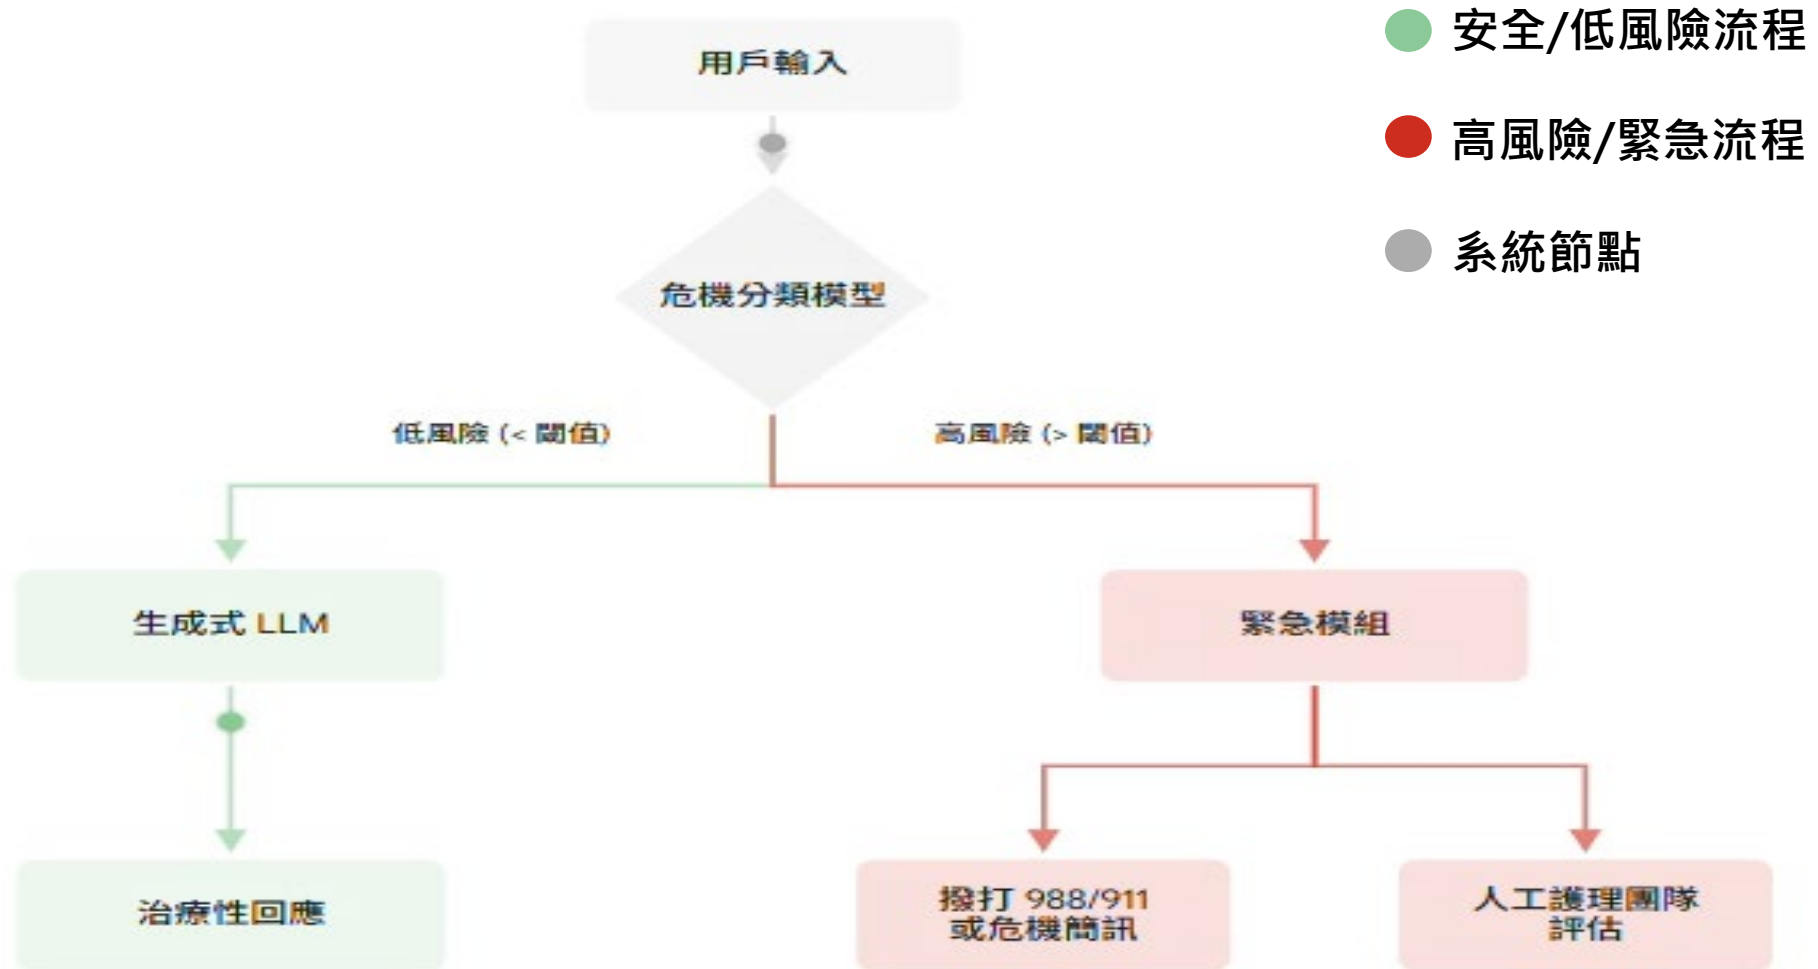 安全/低風險流程
高風險/緊急流程
系統節點
用戶輸入
危機分類模型
低風險 (< 閾值)
高風險 (> 閾值)
生成式 LLM
緊急模組
治療性回應
撥打 988/911
或危機簡訊
人工護理團隊
評估